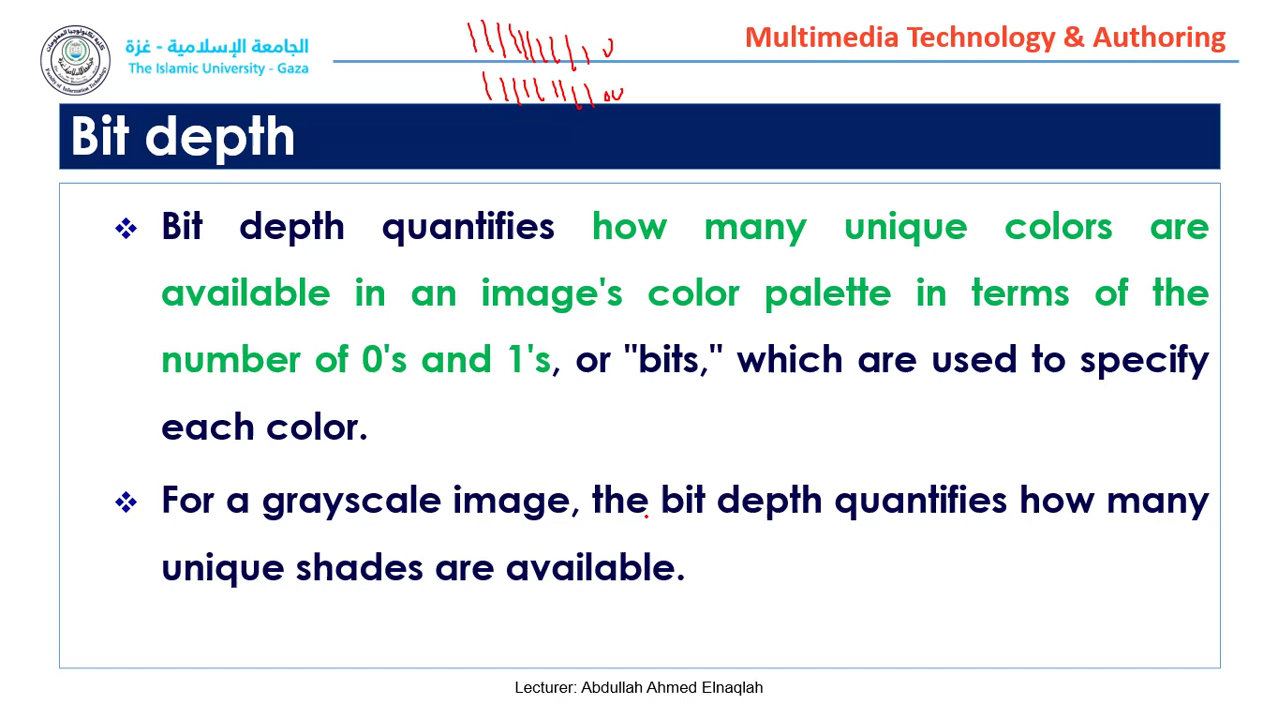 الجامعة الإسلامية - غزة
The Islamic University - Gaza
Multimedia Technology & Authoring
Bit depth
❖ Bit depth quantifies how many unique colors are
available in an image's color palette in terms of the
number of 0's and 1's, or "bits," which are used to specify
each color.
❖ For a grayscale image, the bit depth quantifies how many
unique shades are available.
Lecturer: Abdullah Ahmed Elnaqlah